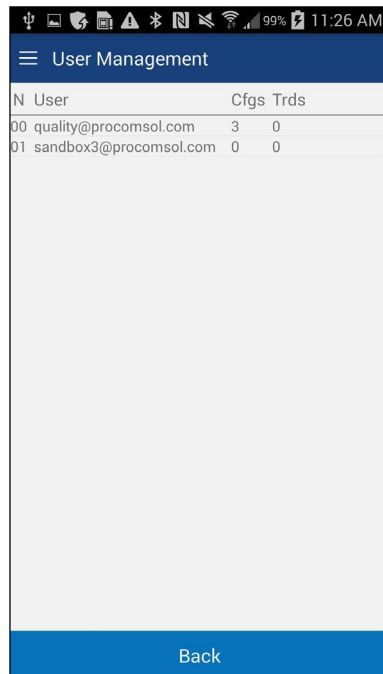 99% 11:26 AM
User Management
N User Cfgs Trds
00 quality@procomsol.com 3 0
01 sandbox3@procomsol.com 0 0
Back